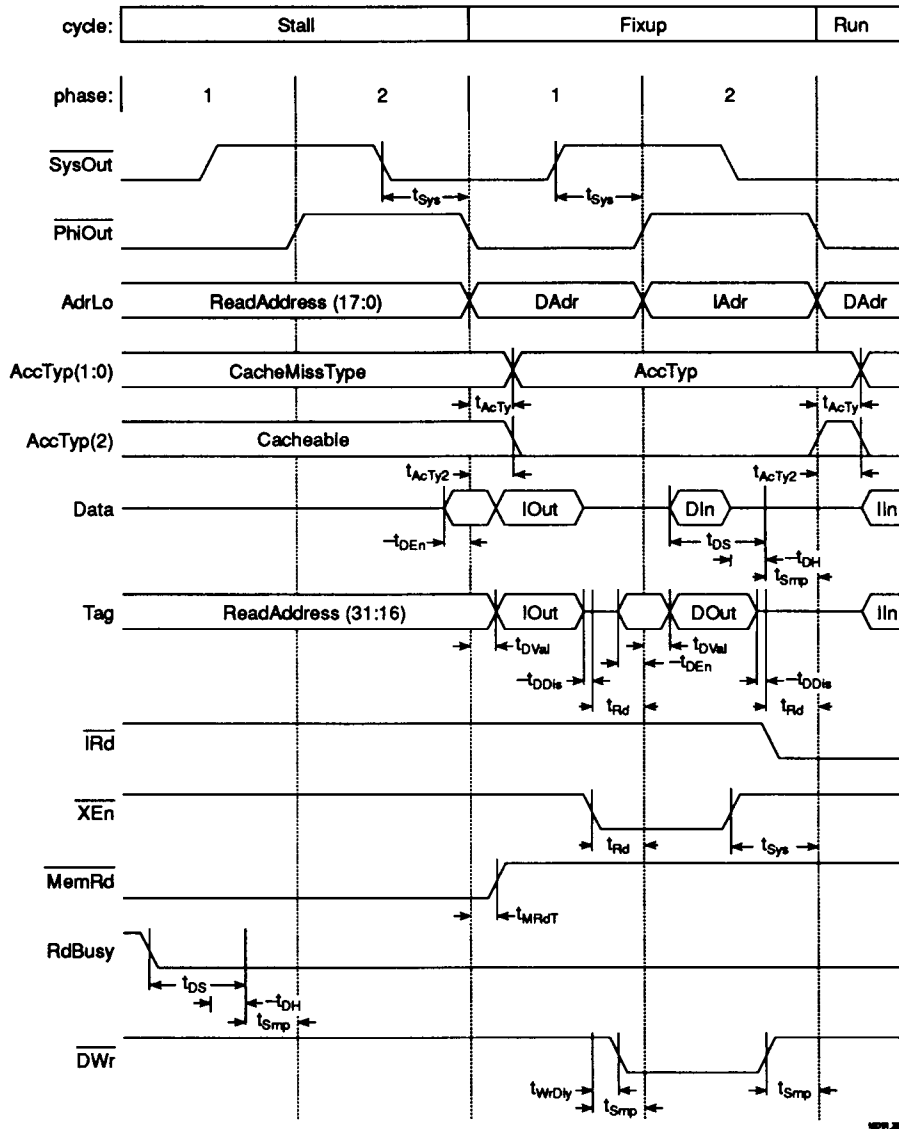 cycle: Stall Fixup Run
phase: 1 2 1 2
SysOut
tSys tSys
PhiOut
AdrLo ReadAddress (17:0) DAdr IAdr DAdr
AccTyp(1:0) CacheMissType AccTyp
tAcTy tAcTy
AccTyp(2) Cacheable
tAcTy2 tAcTy2
Data IOut DIn IIn
–tDEn tDS –tDH
tSmp
Tag ReadAddress (31:16) IOut DOut IIn
tDVal tDVal
–tDEn
–tDDis –tDDis
tRd tRd
IRd
XEn
tRd tSys
MemRd
tMRdT
RdBusy
tDS –tDH
tSmp
DWr
tWrDly tSmp
tSmp